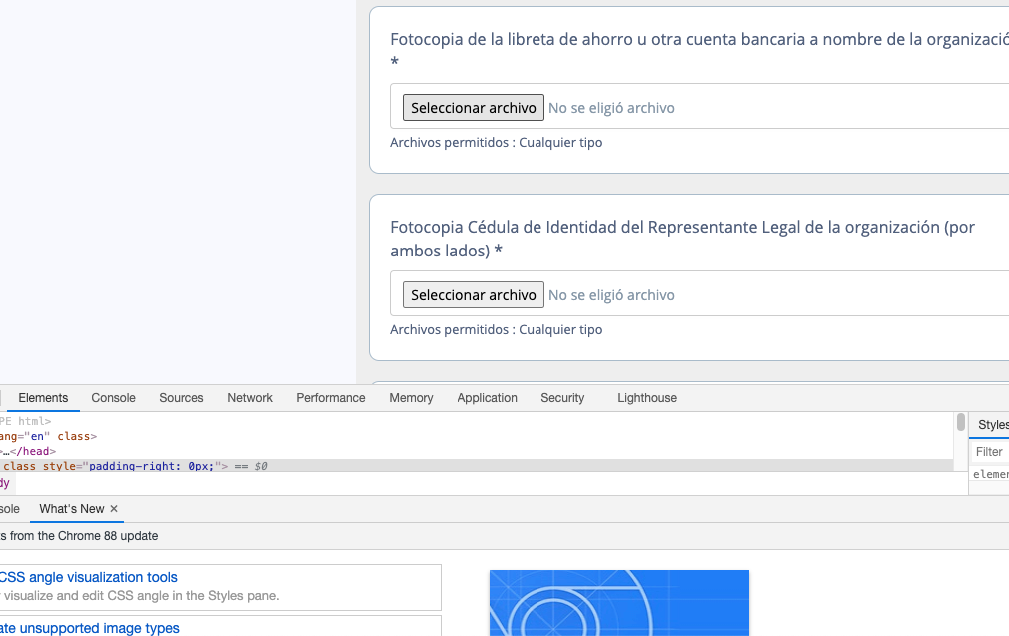 Fotocopia de la libreta de ahorro u otra cuenta bancaria a nombre de la organizació
*
Seleccionar archivo No se eligió archivo
Archivos permitidos : Cualquier tipo
Fotocopia Cédula de Identidad del Representante Legal de la organización (por
ambos lados) *
Seleccionar archivo No se eligió archivo
Archivos permitidos : Cualquier tipo
Elements Console Sources Network Performance Memory Application Security Lighthouse
PE html>
ang="en" class>
>…</head>
class style="padding-right: 0px;"> == $0
dy
Styles
Filter
elemen
sole What's New ×
s from the Chrome 88 update
CSS angle visualization tools
visualize and edit CSS angle in the Styles pane.
ate unsupported image types